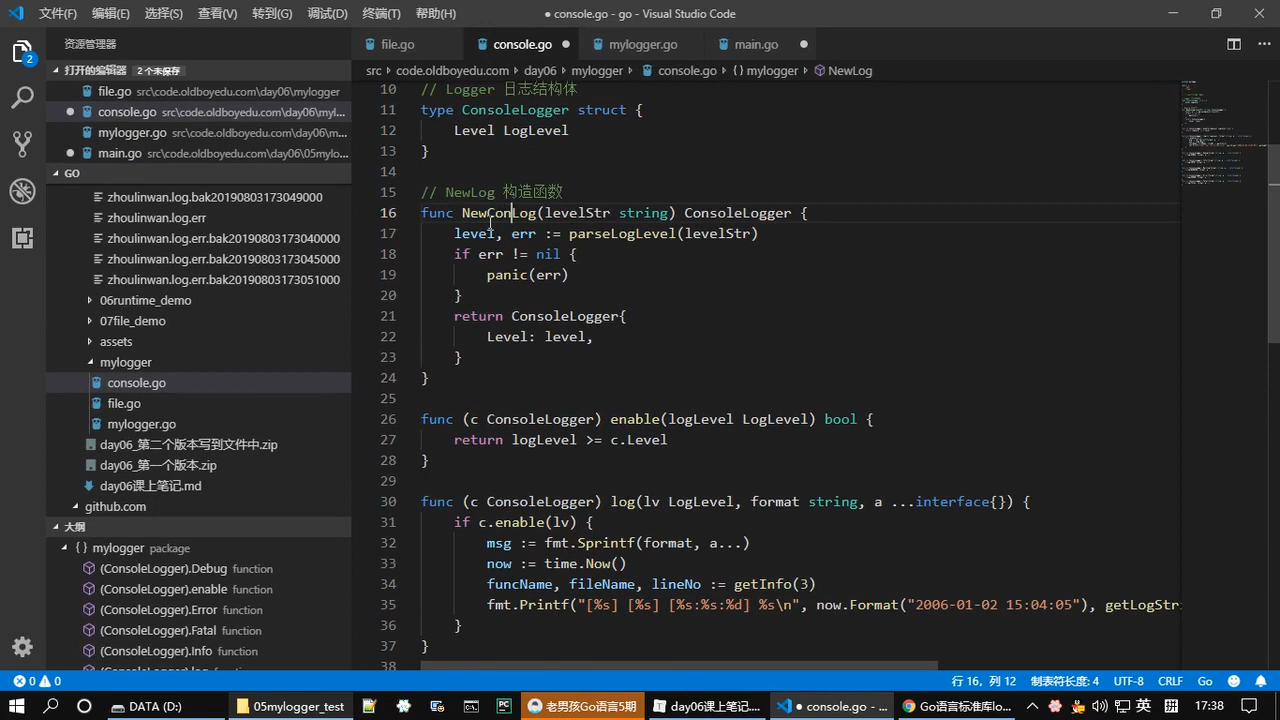 文件(F) 编辑(E) 选择(S) 查看(V) 转到(G) 调试(D) 终端(T) 帮助(H) ● console.go - go - Visual Studio Code
资源管理器 file.go console.go ● mylogger.go main.go ●
打开的编辑器 2 个未保存
file.go src\code.oldboyedu.com\day06\mylogger
● console.go src\code.oldboyedu.com\day06\myl...
mylogger.go src\code.oldboyedu.com\day06\m...
● main.go src\code.oldboyedu.com\day06\05mylo...
GO
zhoulinwan.log.bak20190803173049000
zhoulinwan.log.err
zhoulinwan.log.err.bak20190803173040000
zhoulinwan.log.err.bak20190803173045000
zhoulinwan.log.err.bak20190803173051000
06runtime_demo
07file_demo
assets
mylogger
console.go
file.go
mylogger.go
day06_第二个版本写到文件中.zip
day06_第一个版本.zip
day06课上笔记.md
github.com
大纲
{} mylogger package
(ConsoleLogger).Debug function
(ConsoleLogger).enable function
(ConsoleLogger).Error function
(ConsoleLogger).Fatal function
(ConsoleLogger).Info function
(ConsoleLogger).log function
src code.oldboyedu.com day06 mylogger console.go {} mylogger NewLog
10 // Logger 日志结构体
11 type ConsoleLogger struct {
12 Level LogLevel
13 }
14
15 // NewLog 构造函数
16 func NewConLog(levelStr string) ConsoleLogger {
17 level, err := parseLogLevel(levelStr)
18 if err != nil {
19 panic(err)
20 }
21 return ConsoleLogger{
22 Level: level,
23 }
24 }
25
26 func (c ConsoleLogger) enable(logLevel LogLevel) bool {
27 return logLevel >= c.Level
28 }
29
30 func (c ConsoleLogger) log(lv LogLevel, format string, a ...interface{}) {
31 if c.enable(lv) {
32 msg := fmt.Sprintf(format, a...)
33 now := time.Now()
34 funcName, fileName, lineNo := getInfo(3)
35 fmt.Printf("[%s] [%s] [%s:%s:%d] %s\n", now.Format("2006-01-02 15:04:05"), getLogStri
36 }
37 }
38
2
0 0 行 16，列 12 制表符长度: 4 UTF-8 CRLF Go
DATA (D:) 05mylogger_test PC 老男孩Go语言5期 day06课上笔记.... ● console.go - ... Go语言标准库lo... 英 17:38